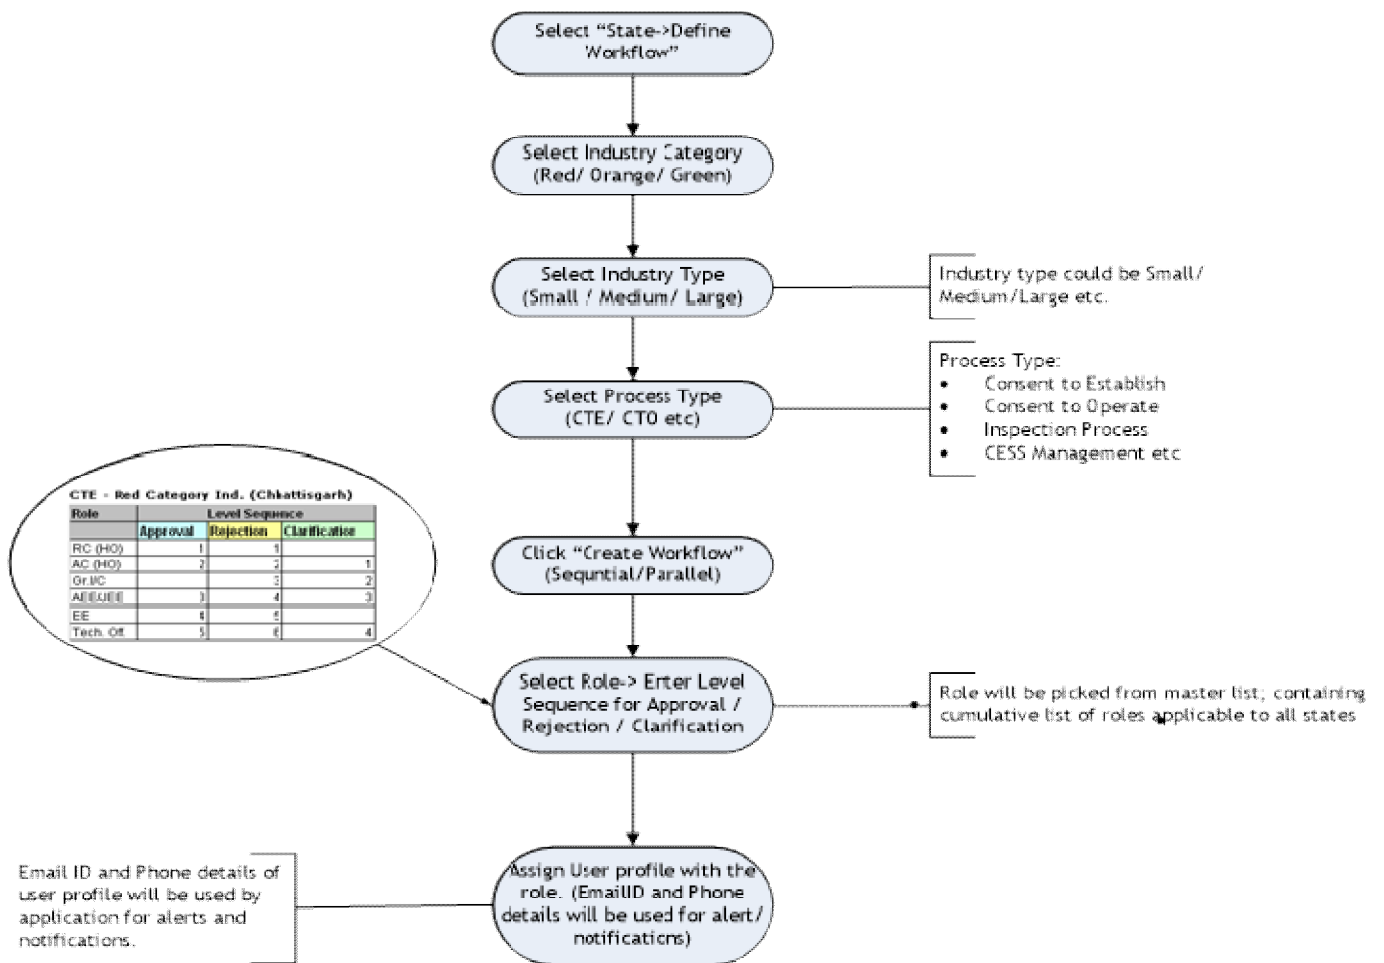 Select “State->Define
Workflow”
Select Industry Category
(Red/ Orange/ Green)
Select Industry Type
(Small / Medium/ Large)
Industry type could be Small/
Medium/Large etc.
Process Type:
• Consent to Establish
• Consent to Operate
• Inspection Process
• CESS Management etc
Select Process Type
(CTE/ CTO etc)
CTE - Red Category Ind. (Chhattisgarh)
Role Level Sequence
Approval Rejection Clarification
RC (HO) 1 1
AC (HO) 2 2 1
Gr.I/C 3 2
AEE/JEE 3 4 3
EE 4 5
Tech. Off. 5 6 4
Click “Create Workflow”
(Sequntial/Parallel)
Select Role-> Enter Level
Sequence for Approval /
Rejection / Clarification
Role will be picked from master list; containing
cumulative list of roles applicable to all states
Email ID and Phone details of
user profile will be used by
application for alerts and
notifications.
Assign User profile with the
role. (EmailID and Phone
details will be used for alert/
notifications)